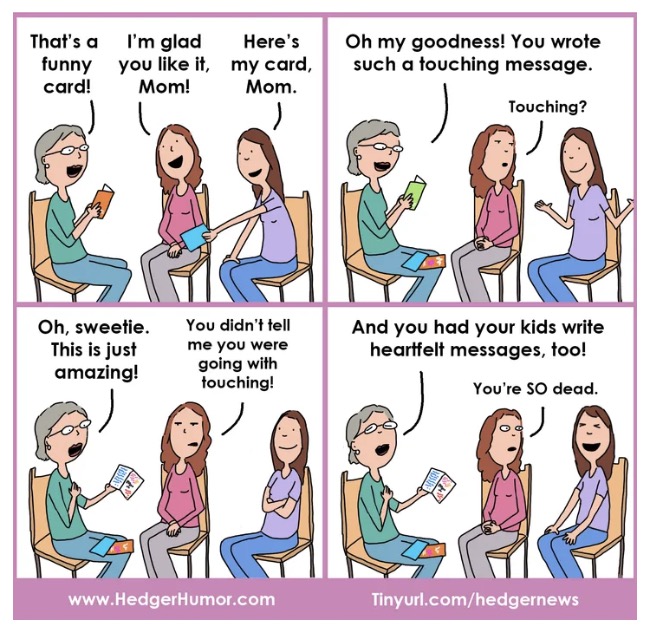 That's a
funny
card!
I'm glad
you like it,
Mom!
Here's
my card,
Mom.
Oh my goodness! You wrote
such a touching message.
Touching?
Oh, sweetie.
This is just
amazing!
You didn't tell
me you were
going with
touching!
And you had your kids write
heartfelt messages, too!
You're SO dead.
www.HedgerHumor.com
Tinyurl.com/hedgernews